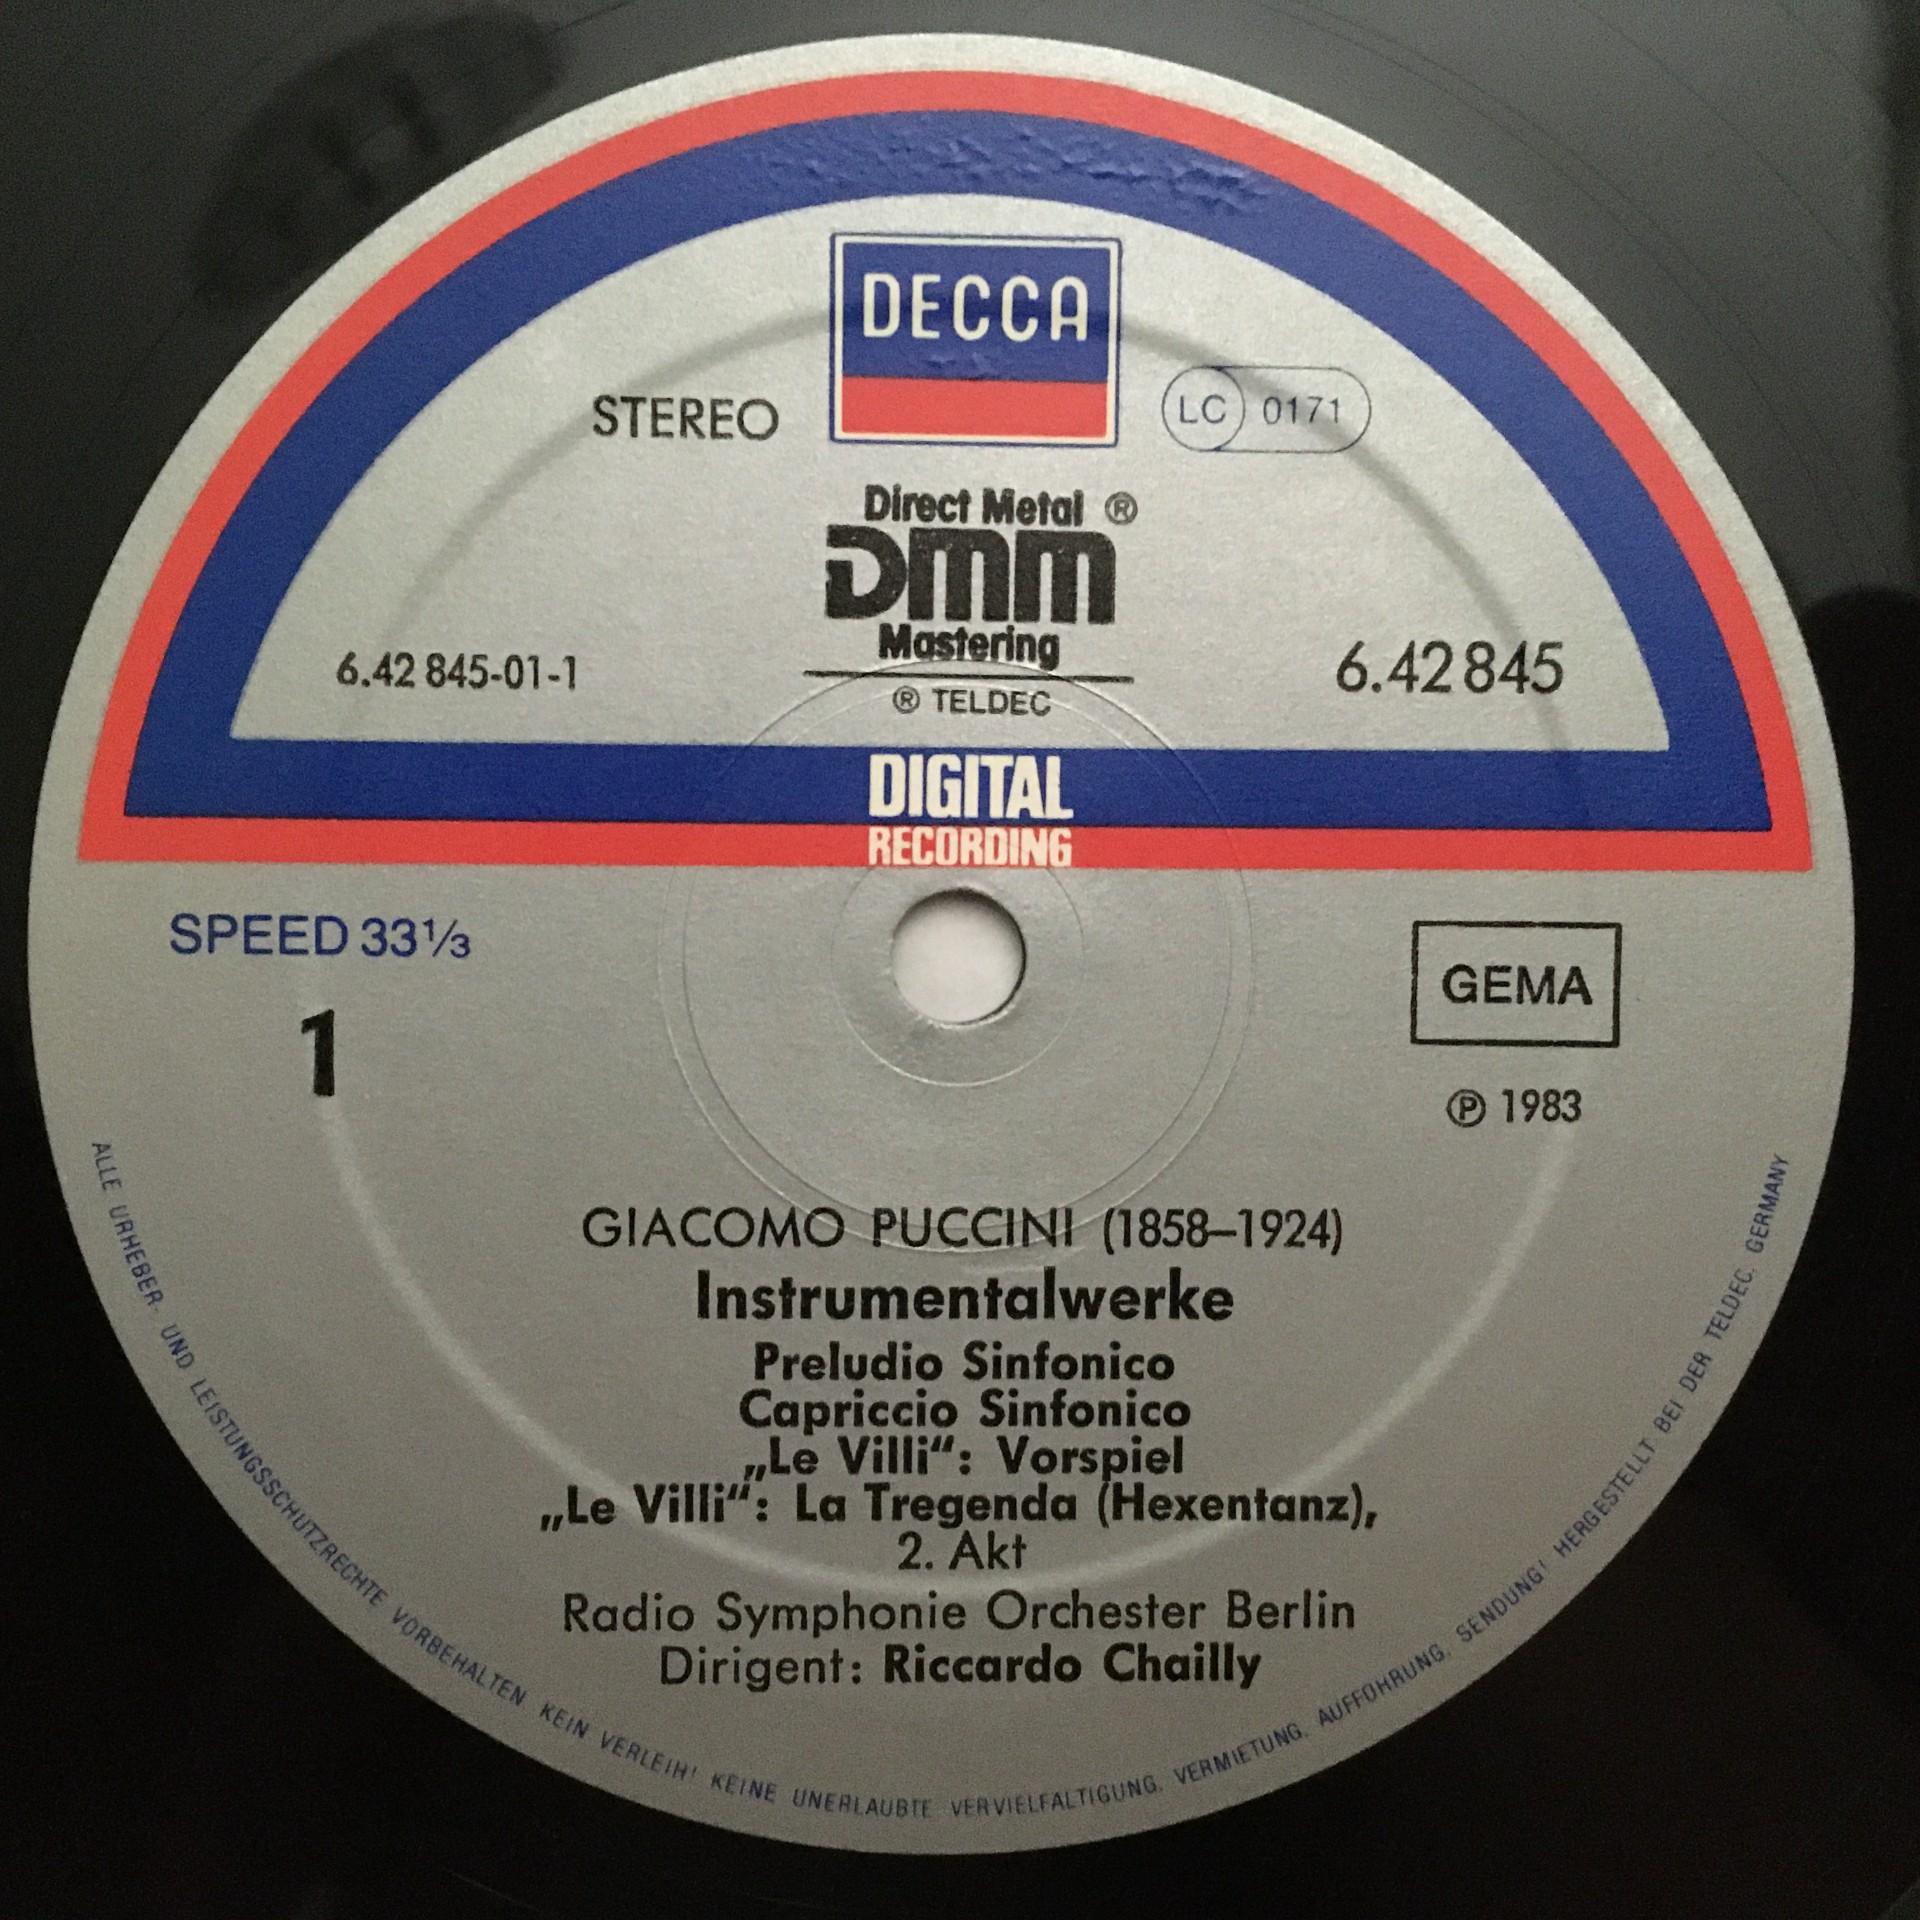 DECCA
STEREO
LC 0171
Direct Metal ®
DMM
Mastering
6.42 845-01-1
6.42845
® TELDEC
DIGITAL
RECORDING
SPEED 33⅓
1
GEMA
℗ 1983
GIACOMO PUCCINI (1858–1924)
Instrumentalwerke
Preludio Sinfonico
Capriccio Sinfonico
„Le Villi“: Vorspiel
„Le Villi“: La Tregenda (Hexentanz),
2. Akt
Radio Symphonie Orchester Berlin
Dirigent: Riccardo Chailly
ALLE URHEBER- UND LEISTUNGSSCHUTZRECHTE VORBEHALTEN KEIN VERLEIH! KEINE UNERLAUBTE VERVIELFÄLTIGUNG, VERMIETUNG, AUFFÜHRUNG, SENDUNG! HERGESTELLT BEI DER TELDEC, GERMANY